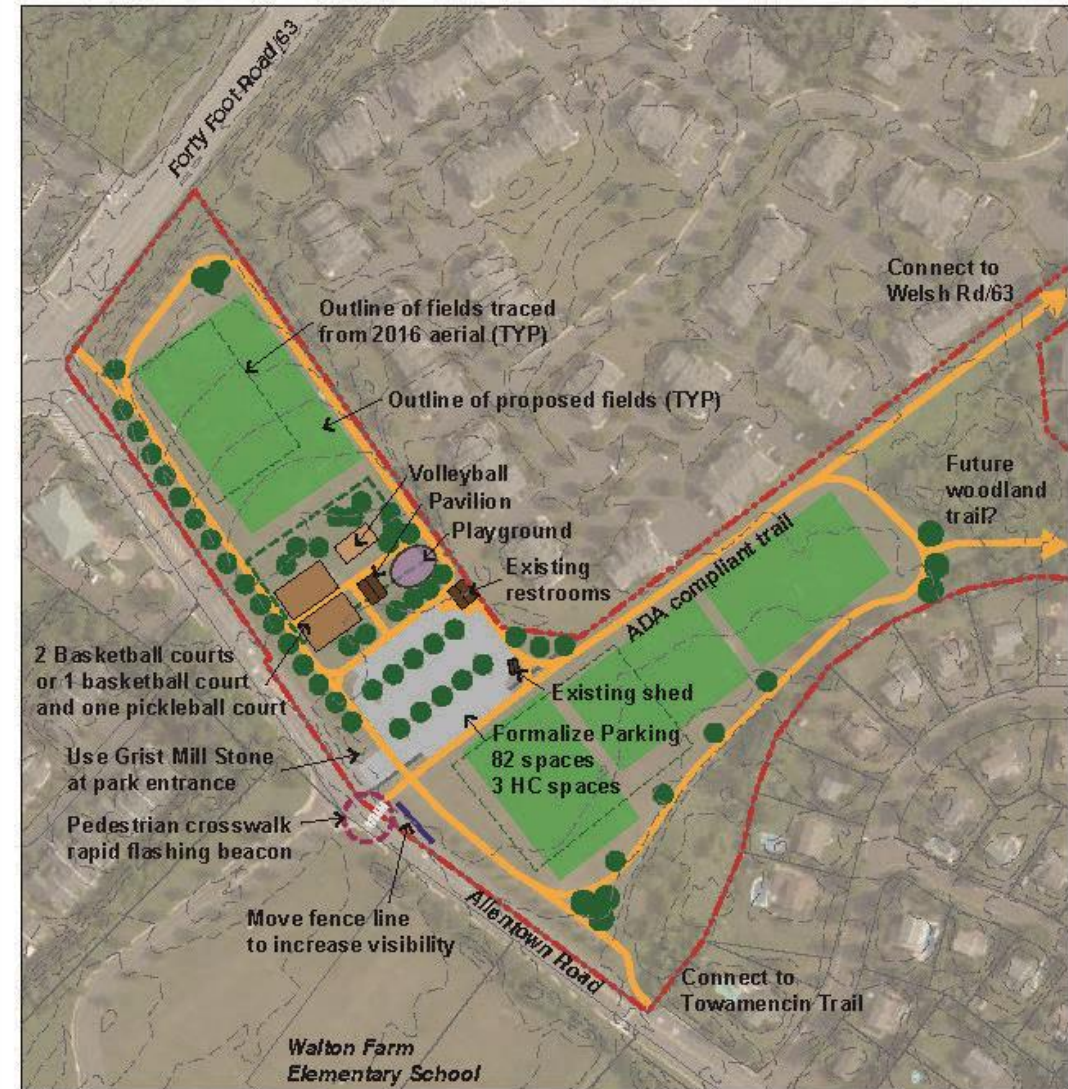 Forty Foot Road/63
Connect to
Welsh Rd/63
Outline of fields traced
from 2016 aerial (TYP)
Outline of proposed fields (TYP)
Volleyball
Pavilion
Playground
Future
woodland
trail?
Existing
restrooms
ADA compliant trail
2 Basketball courts
or 1 basketball court
and one pickleball court
Existing shed
Formalize Parking
82 spaces
3 HC spaces
Use Grist Mill Stone
at park entrance
Pedestrian crosswalk
rapid flashing beacon
Move fence line
to increase visibility
Allentown Road
Connect to
Towamencin Trail
Walton Farm
Elementary School